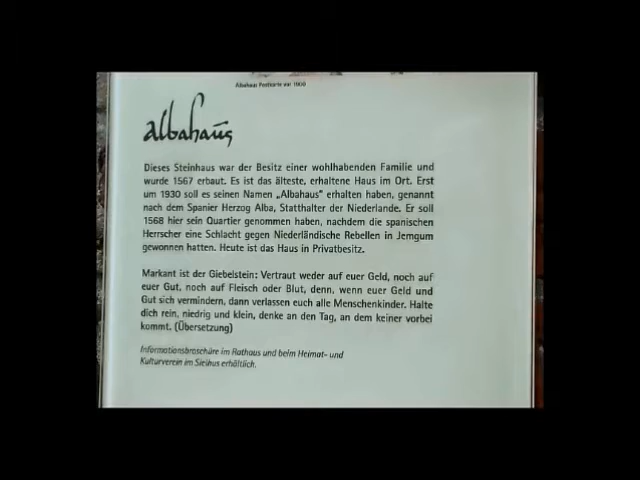 Albahaus Postkarte vor 1900
albahaus
Dieses Steinhaus war der Besitz einer wohlhabenden Familie und
wurde 1567 erbaut. Es ist das älteste, erhaltene Haus im Ort. Erst
um 1930 soll es seinen Namen „Albahaus" erhalten haben, genannt
nach dem Spanier Herzog Alba, Statthalter der Niederlande. Er soll
1568 hier sein Quartier genommen haben, nachdem die spanischen
Herrscher eine Schlacht gegen Niederländische Rebellen in Jemgum
gewonnen hatten. Heute ist das Haus in Privatbesitz.
Markant ist der Giebelstein: Vertraut weder auf euer Geld, noch auf
euer Gut, noch auf Fleisch oder Blut, denn, wenn euer Geld und
Gut sich vermindern, dann verlassen euch alle Menschenkinder. Halte
dich rein, niedrig und klein, denke an den Tag, an dem keiner vorbei
kommt. (Übersetzung)
Informationsbroschüre im Rathaus und beim Heimat- und
Kulturverein im Sielhus erhältlich.